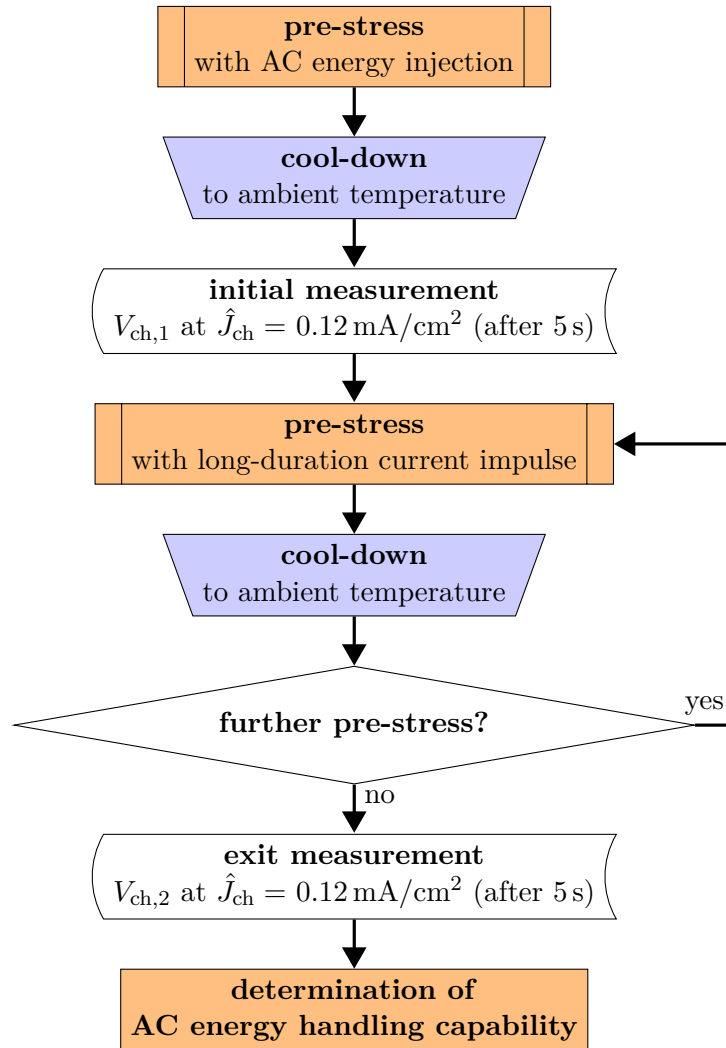 pre-stress
with AC energy injection
cool-down
to ambient temperature
initial measurement
V_ch,1 at Ĵ_ch = 0.12 mA/cm² (after 5 s)
pre-stress
with long-duration current impulse
cool-down
to ambient temperature
further pre-stress?
yes
no
exit measurement
V_ch,2 at Ĵ_ch = 0.12 mA/cm² (after 5 s)
determination of
AC energy handling capability